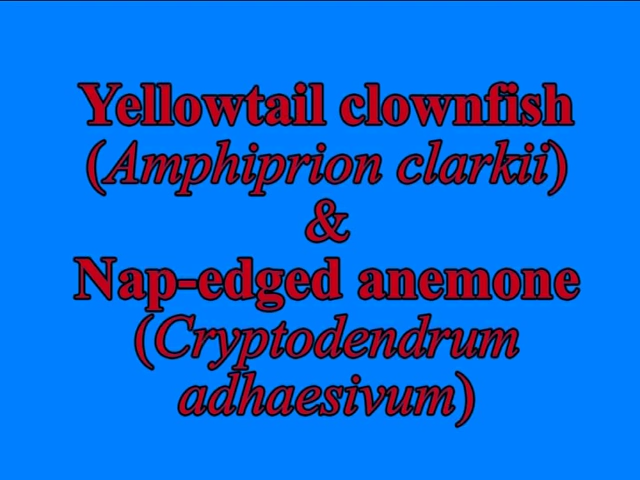 Yellowtail clownfish
(Amphiprion clarkii)
&
Nap-edged anemone
(Cryptodendrum
adhaesivum)